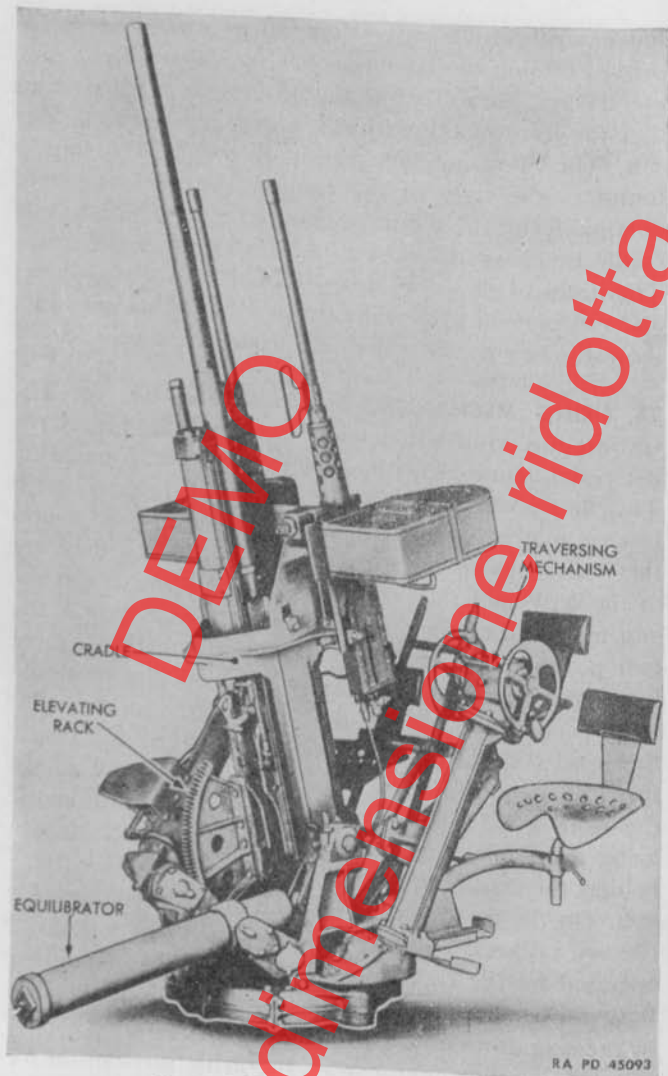 TRAVERSING
MECHANISM
CRADLE
ELEVATING
RACK
EQUILIBRATOR
RA PD 45093
DEMO
dimensione ridotta